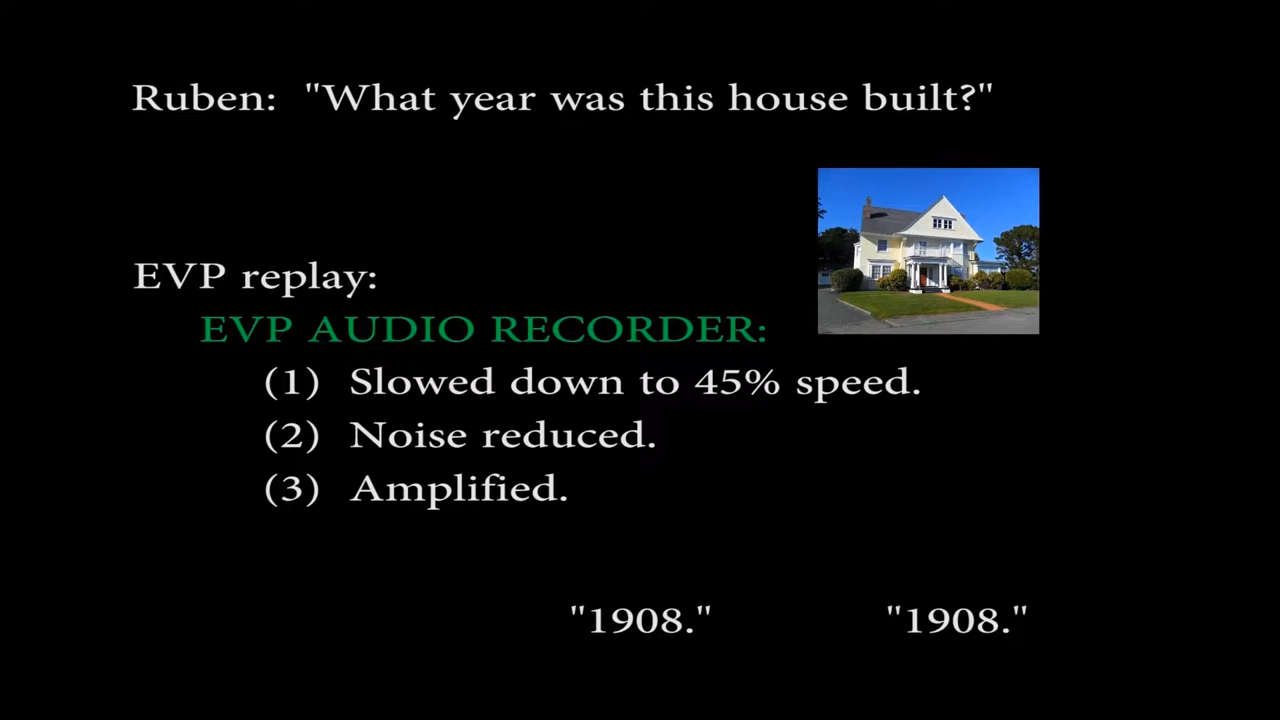 Ruben: "What year was this house built?"
EVP replay:
EVP AUDIO RECORDER:
(1) Slowed down to 45% speed.
(2) Noise reduced.
(3) Amplified.
"1908." "1908."